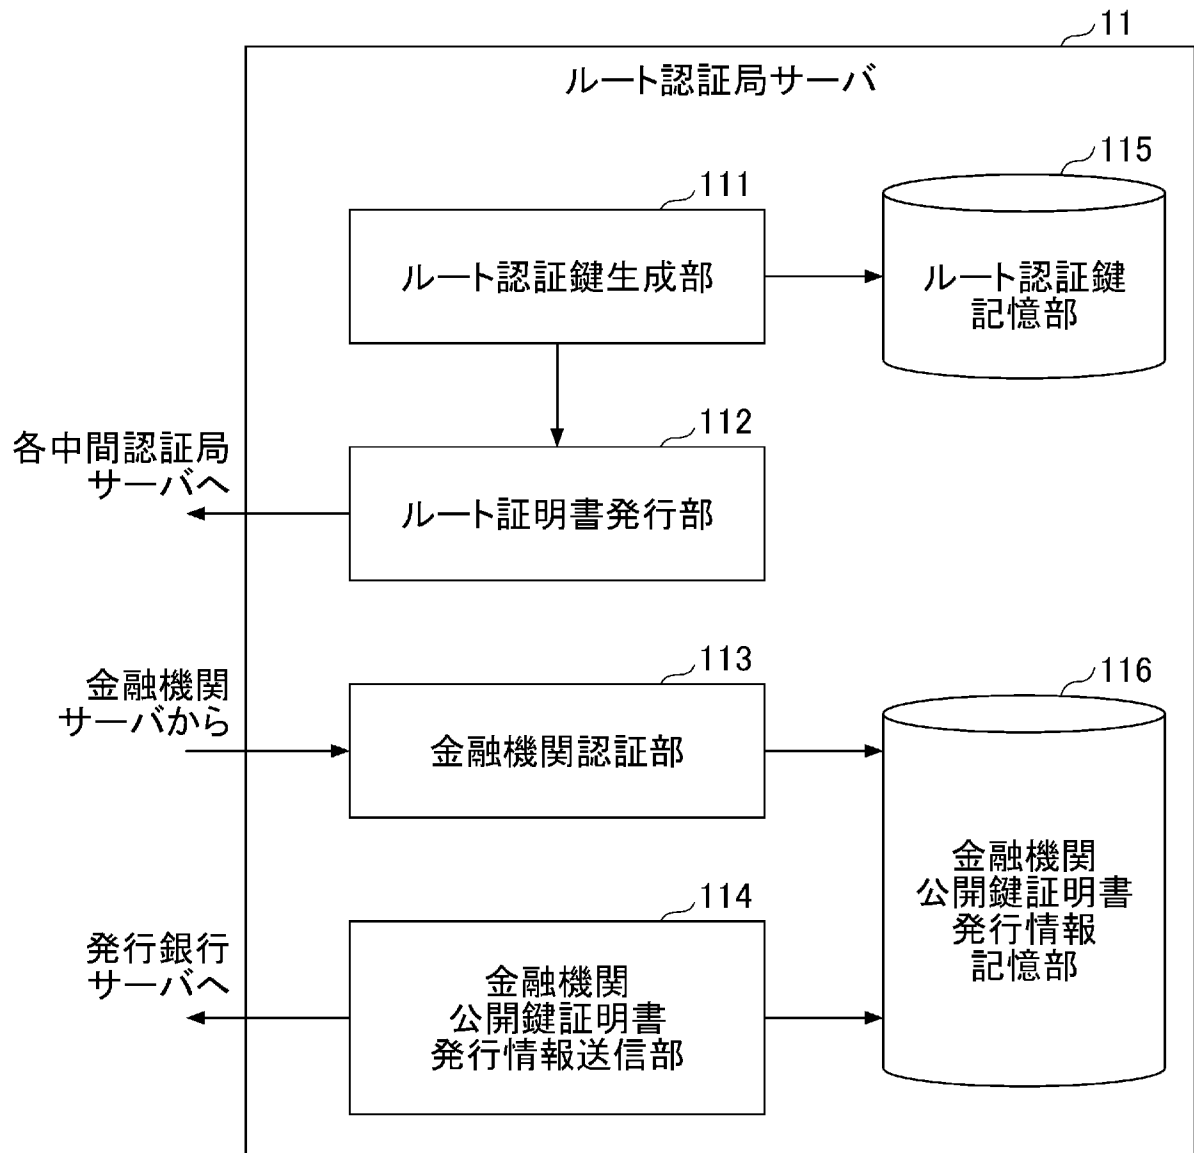 11
ルート認証局サーバ
111
ルート認証鍵生成部
115
ルート認証鍵
記憶部
各中間認証局
サーバへ
112
ルート証明書発行部
金融機関
サーバから
113
金融機関認証部
116
金融機関
公開鍵証明書
発行情報
記憶部
発行銀行
サーバへ
114
金融機関
公開鍵証明書
発行情報送信部